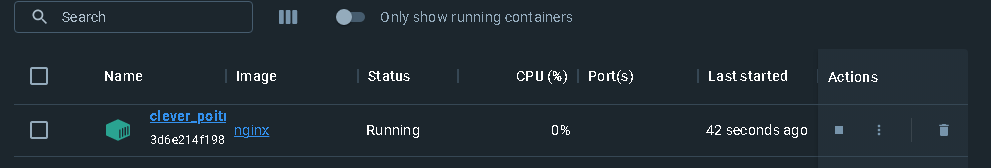 Search
Only show running containers
Name Image Status CPU (%) Port(s) Last started Actions
clever_poit
3d6e214f198
nginx Running 0% 42 seconds ago